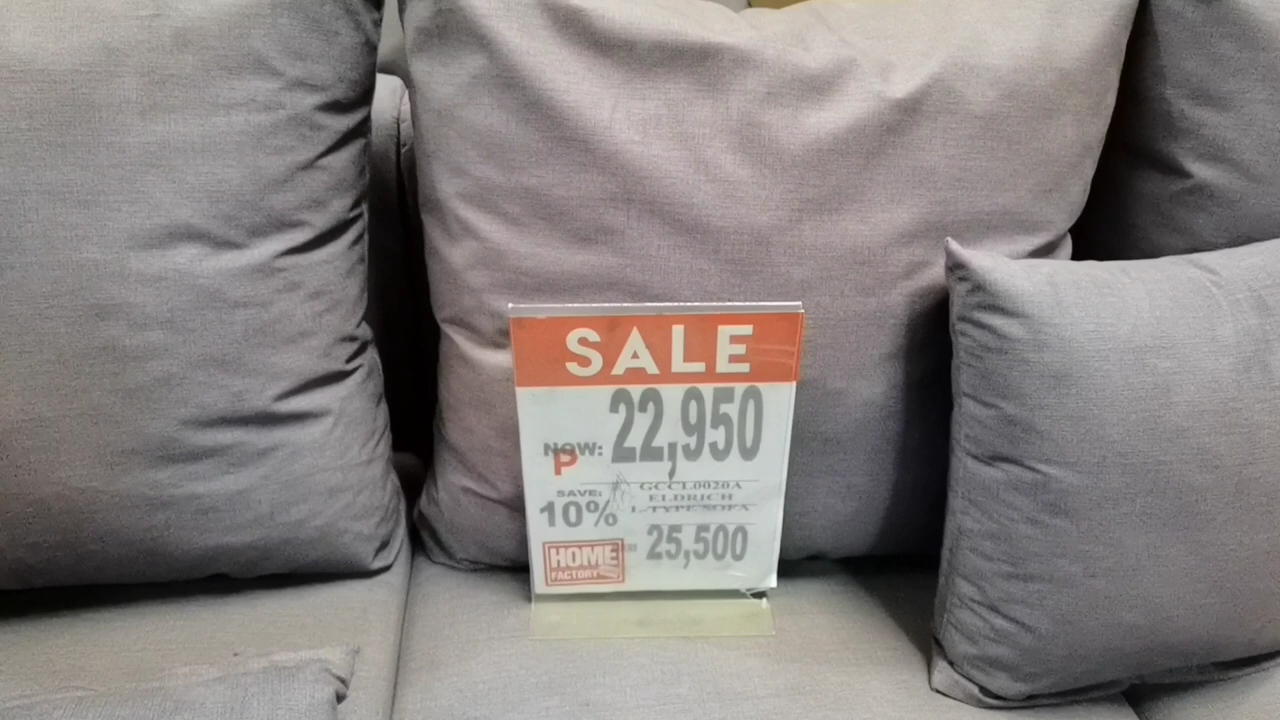 SALE
NOW: 22,950
P
GCCL0020A
SAVE: ELDRICH
10% L-TYPE SOFA
25,500
HOME
FACTORY